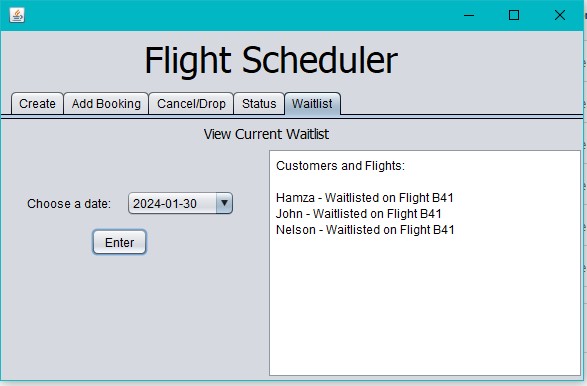 Flight Scheduler
Create Add Booking Cancel/Drop Status Waitlist
View Current Waitlist
Choose a date: 2024-01-30
Enter
Customers and Flights:
Hamza - Waitlisted on Flight B41
John - Waitlisted on Flight B41
Nelson - Waitlisted on Flight B41